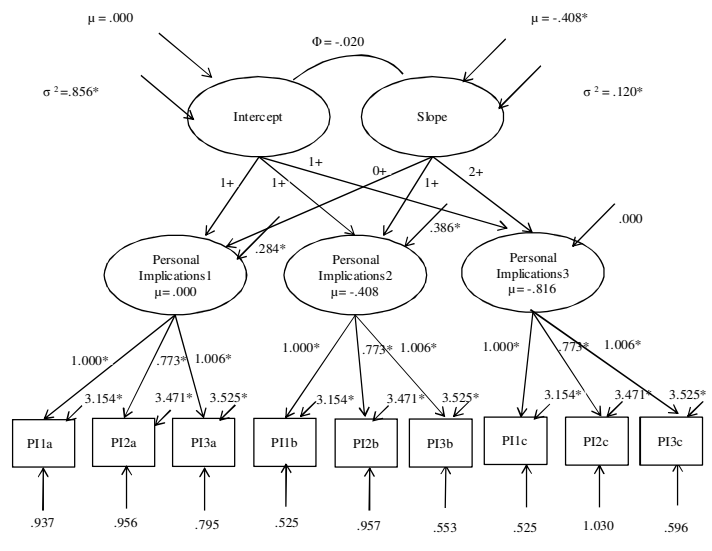 μ = .000
μ = -.408*
Φ = -.020
σ ² =.856*
σ ² = .120*
Intercept
Slope
1+
1+
1+
0+
1+
2+
.284*
.386*
.000
Personal
Implications1
μ= .000
Personal
Implications2
μ= -.408
Personal
Implications3
μ= -.816
1.000*
.773*
1.006*
1.000*
.773*
1.006*
1.000*
.773*
1.006*
3.154*
3.471*
3.525*
3.154*
3.471*
3.525*
3.154*
3.471*
3.525*
PI1a
PI2a
PI3a
PI1b
PI2b
PI3b
PI1c
PI2c
PI3c
.937
.956
.795
.525
.957
.553
.525
1.030
.596